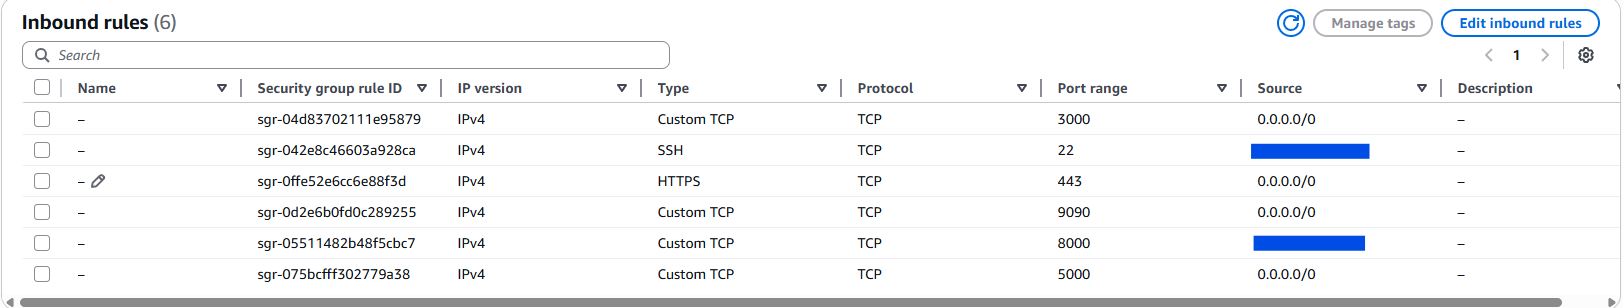 Inbound rules (6)
Manage tags
Edit inbound rules
Search
1
Name Security group rule ID IP version Type Protocol Port range Source Description
– sgr-04d83702111e95879 IPv4 Custom TCP TCP 3000 0.0.0.0/0 –
– sgr-042e8c46603a928ca IPv4 SSH TCP 22 –
– sgr-0ffe52e6cc6e88f3d IPv4 HTTPS TCP 443 0.0.0.0/0 –
– sgr-0d2e6b0fd0c289255 IPv4 Custom TCP TCP 9090 0.0.0.0/0 –
– sgr-05511482b48f5cbc7 IPv4 Custom TCP TCP 8000 –
– sgr-075bcfff302779a38 IPv4 Custom TCP TCP 5000 0.0.0.0/0 –